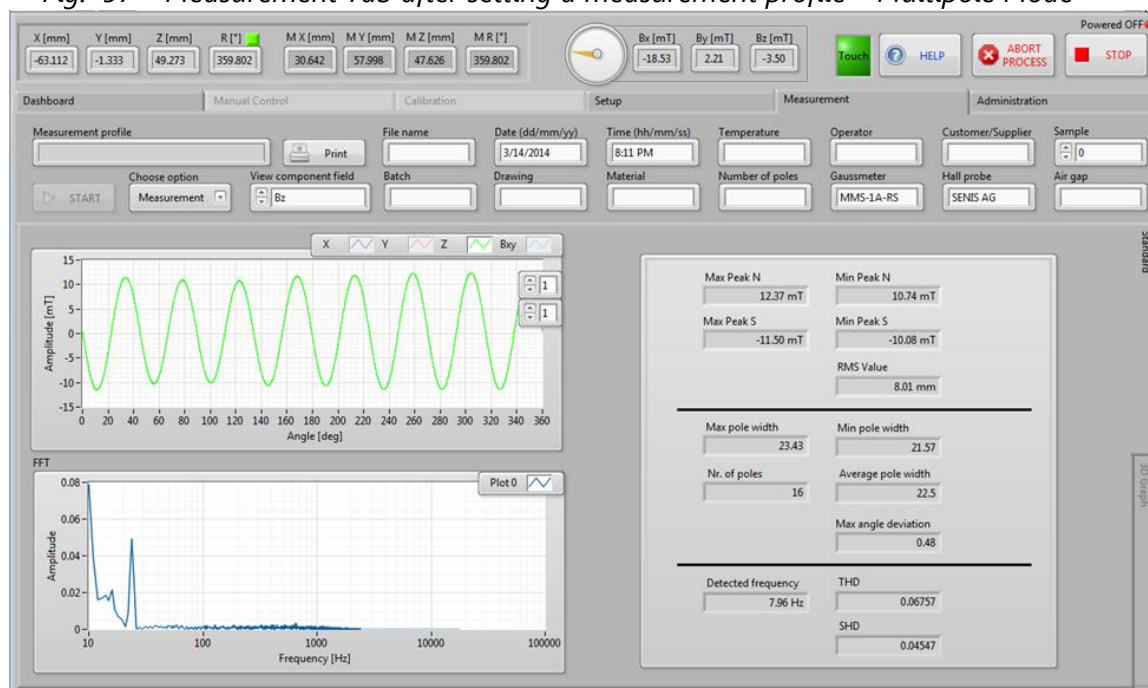 Fig. 97 – Measurement Tab after setting a measurement profile – Multipole Mode
Powered OFF
X [mm] Y [mm] Z [mm] R [°] M X [mm] M Y [mm] M Z [mm] M R [°] Bx [mT] By [mT] Bz [mT]
-63.112 -1.333 49.273 359.802 30.642 57.998 47.626 359.802 -18.53 2.21 -3.50 Touch HELP ABORT PROCESS STOP
Dashboard Manual Control Calibration Setup Measurement Administration
Measurement profile File name Date (dd/mm/yy) Time (hh/mm/ss) Temperature Operator Customer/Supplier Sample
Print 3/14/2014 8:11 PM 0
Choose option View component field Batch Drawing Material Number of poles Gaussmeter Hall probe Air gap
START Measurement Bz MMS-1A-RS SENIS AG
Standard
X Y Z Bxy
15
10
5
0
-5
-10
-15
Amplitude [mT]
1
1
0 20 40 60 80 100 120 140 160 180 200 220 240 260 280 300 320 340 360
Angle [deg]
FFT
Plot 0
0.08
0.06
0.04
0.02
0
Amplitude
10 100 1000 10000 100000
Frequency [Hz]
Max Peak N Min Peak N
12.37 mT 10.74 mT
Max Peak S Min Peak S
-11.50 mT -10.08 mT
RMS Value
8.01 mm
Max pole width Min pole width
23.43 21.57
Nr. of poles Average pole width
16 22.5
Max angle deviation
0.48
Detected frequency THD
7.96 Hz 0.06757
SHD
0.04547
3D Graph